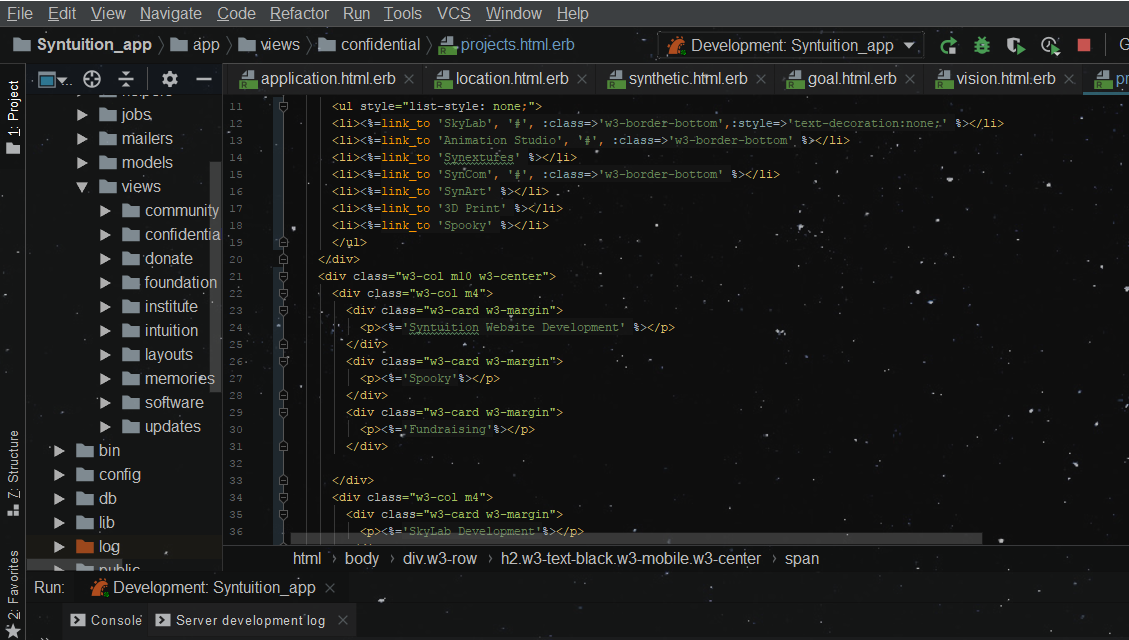 File Edit View Navigate Code Refactor Run Tools VCS Window Help
Syntuition_app app views confidential projects.html.erb Development: Syntuition_app
application.html.erb location.html.erb synthetic.html.erb goal.html.erb vision.html.erb
1: Project
jobs
mailers
models
views
community
confidentia
donate
foundation
institute
intuition
layouts
memories
software
updates
bin
config
db
lib
log
public
7: Structure
2: Favorites
11 <ul style="list-style: none;">
12 <li><%=link_to 'SkyLab', '#', :class=>'w3-border-bottom',:style=>'text-decoration:none;' %></li>
13 <li><%=link_to 'Animation Studio', '#', :class=>'w3-border-bottom' %></li>
14 <li><%=link_to 'Synextures' %></li>
15 <li><%=link_to 'SynCom', '#', :class=>'w3-border-bottom' %></li>
16 <li><%=link_to 'SynArt' %></li>
17 <li><%=link_to '3D Print' %></li>
18 <li><%=link_to 'Spooky' %></li>
19 </ul>
20 </div>
21 <div class="w3-col m10 w3-center">
22 <div class="w3-col m4">
23 <div class="w3-card w3-margin">
24 <p><%='Syntuition Website Development' %></p>
25 </div>
26 <div class="w3-card w3-margin">
27 <p><%='Spooky'%></p>
28 </div>
29 <div class="w3-card w3-margin">
30 <p><%='Fundraising'%></p>
31 </div>
32
33 </div>
34 <div class="w3-col m4">
35 <div class="w3-card w3-margin">
36 <p><%='SkyLab Development'%></p>
html body div.w3-row h2.w3-text-black.w3-mobile.w3-center span
Run: Development: Syntuition_app
Console Server development log